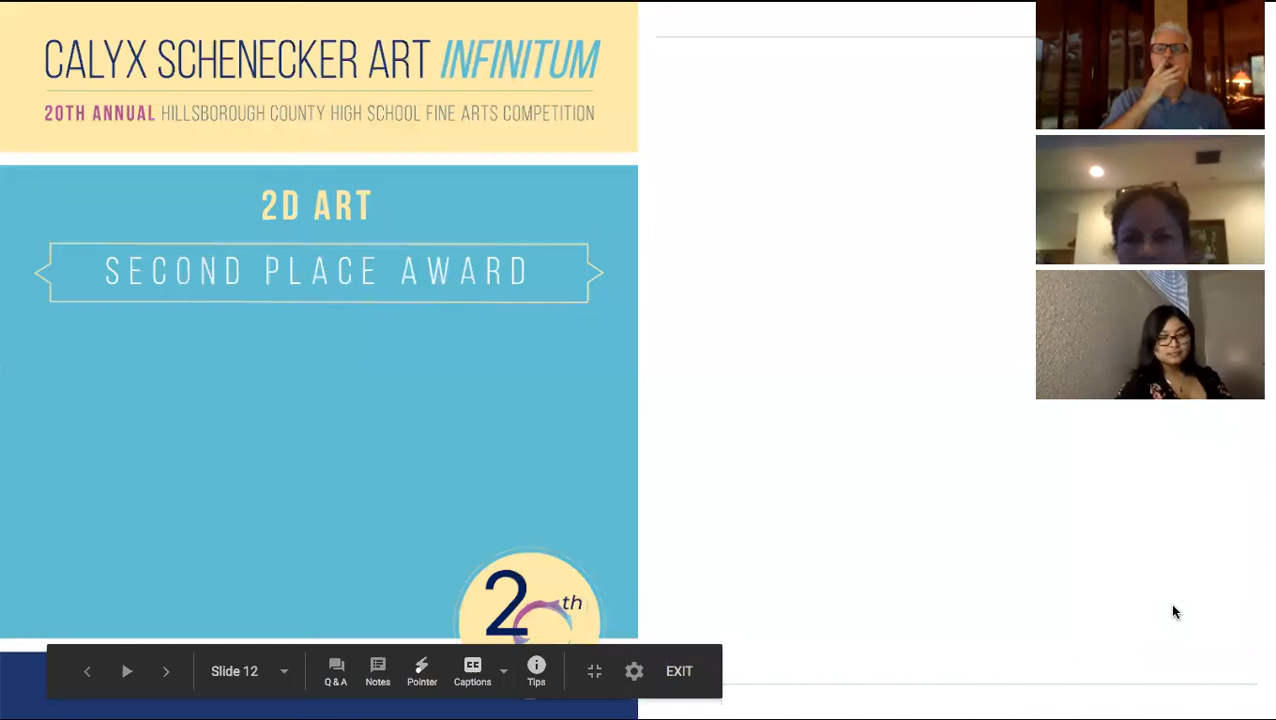 CALYX SCHENECKER ART INFINITUM
20TH ANNUAL HILLSBOROUGH COUNTY HIGH SCHOOL FINE ARTS COMPETITION
2D ART
SECOND PLACE AWARD
20th
Slide 12
Q & A
Notes
Pointer
CC
Captions
Tips
EXIT